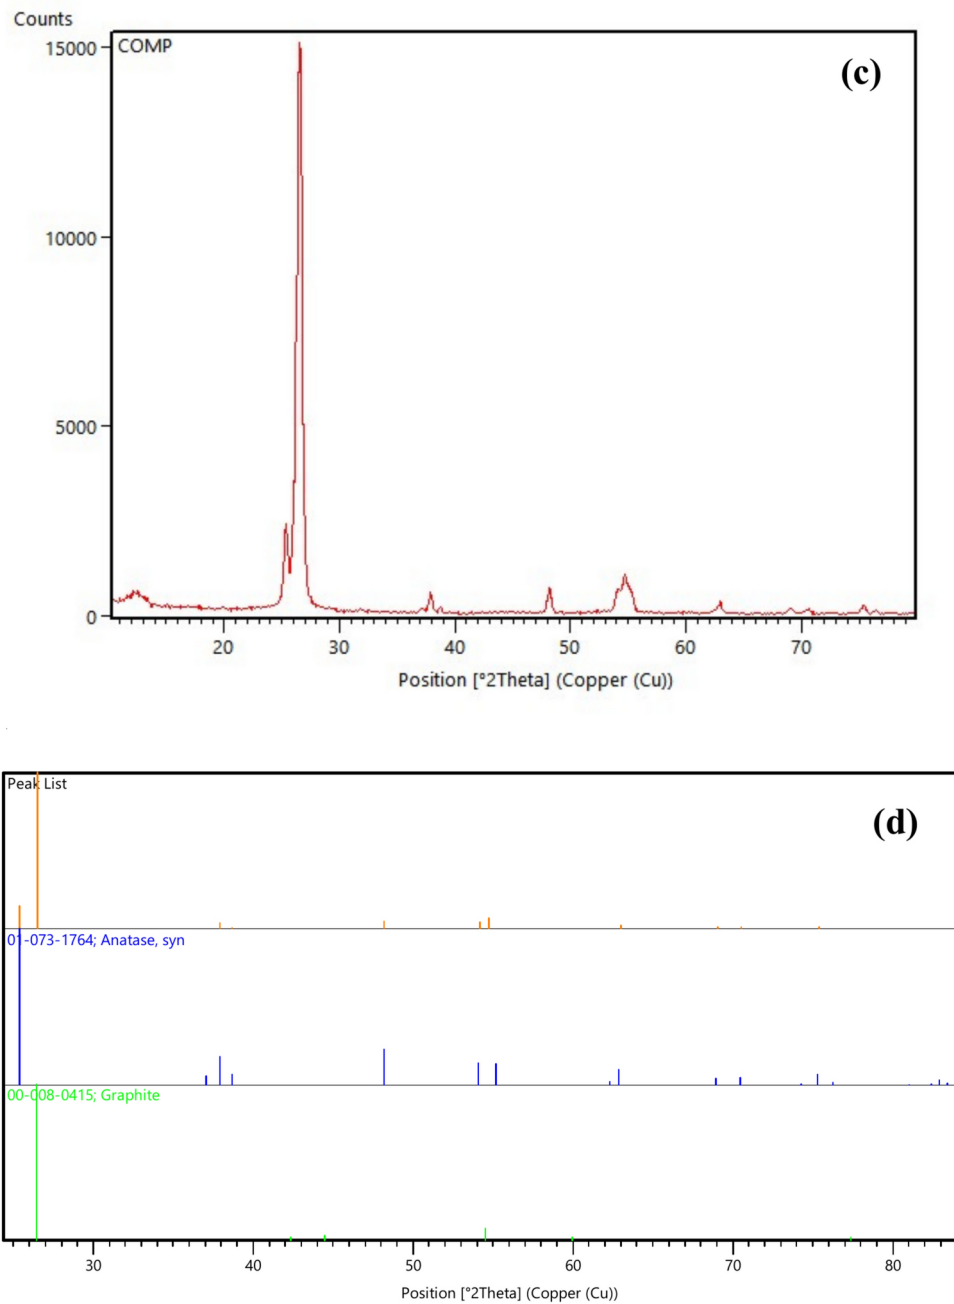 Counts
COMP
(c)
15000
10000
5000
0
20 30 40 50 60 70
Position [°2Theta] (Copper (Cu))
Peak List
(d)
01-073-1764; Anatase, syn
00-008-0415; Graphite
30 40 50 60 70 80
Position [°2Theta] (Copper (Cu))